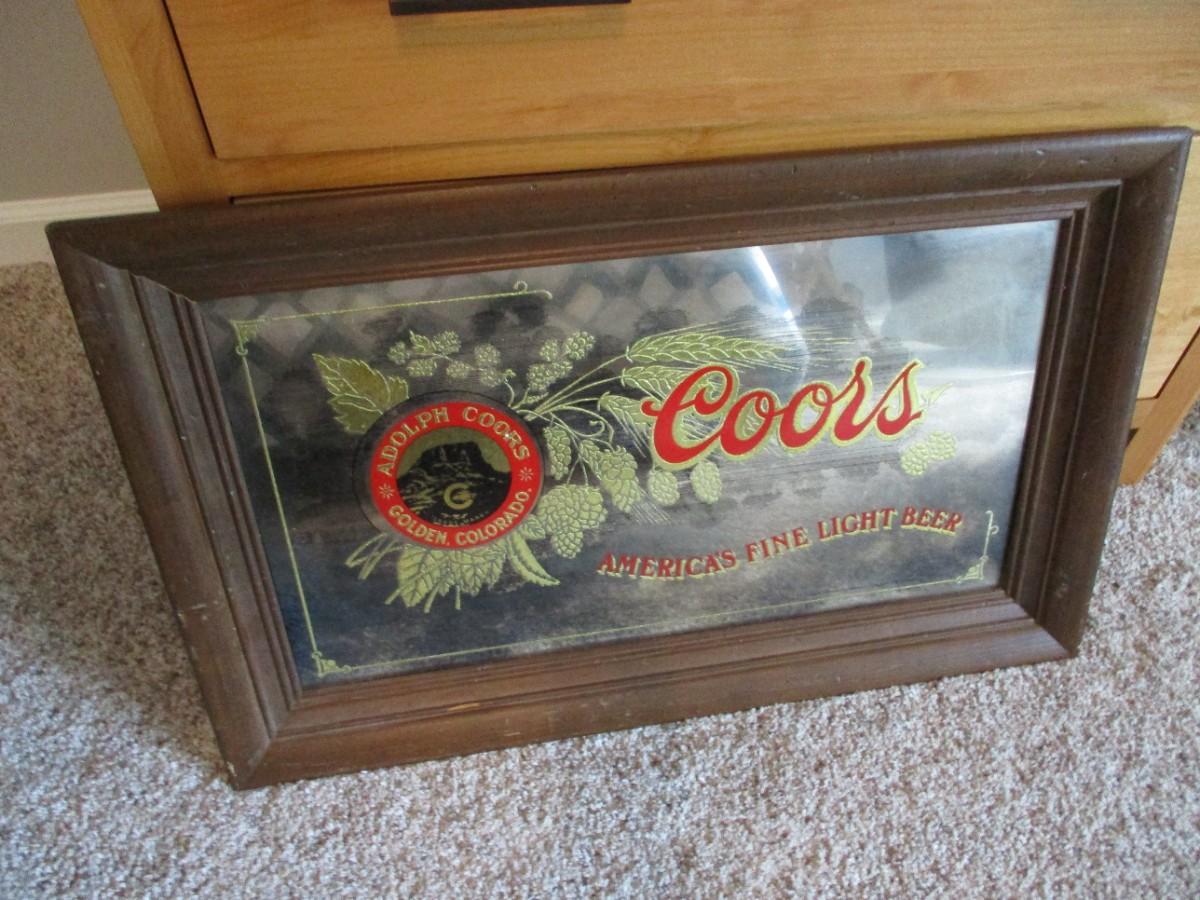 ADOLPH COORS
GOLDEN, COLORADO.
Coors
AMERICA'S FINE LIGHT BEER